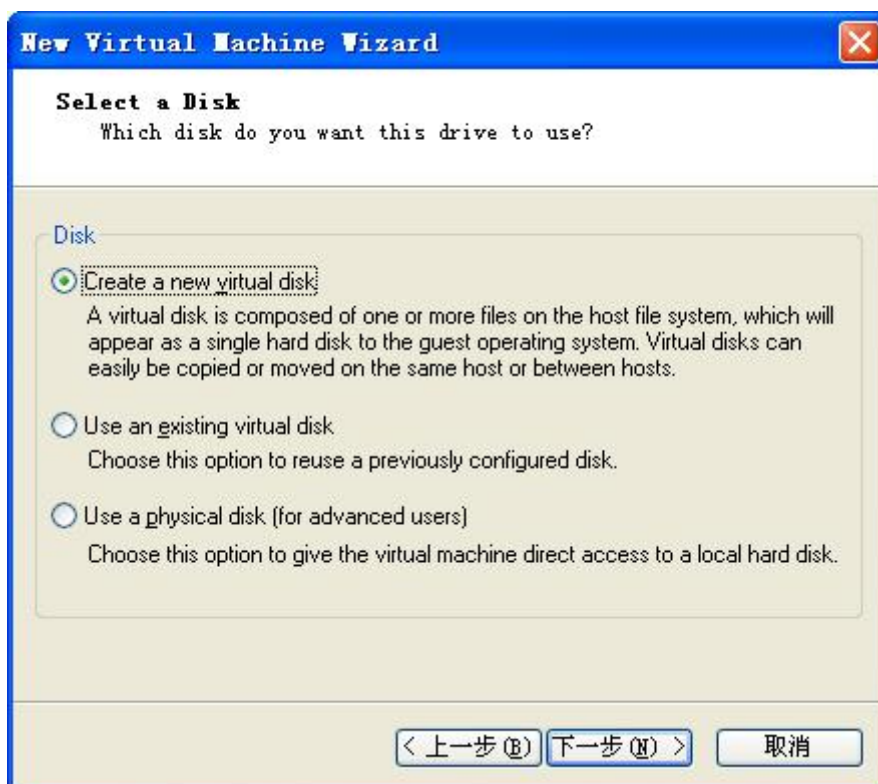 New Virtual Machine Wizard
Select a Disk
Which disk do you want this drive to use?
Disk
Create a new virtual disk
A virtual disk is composed of one or more files on the host file system, which will
appear as a single hard disk to the guest operating system. Virtual disks can
easily be copied or moved on the same host or between hosts.
Use an existing virtual disk
Choose this option to reuse a previously configured disk.
Use a physical disk (for advanced users)
Choose this option to give the virtual machine direct access to a local hard disk.
< 上一步(B) 下一步(N) > 取消